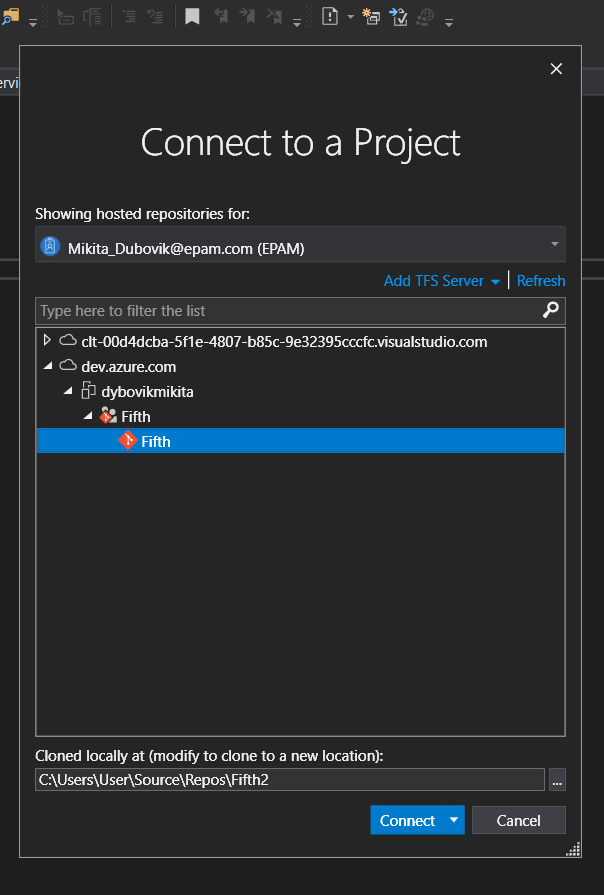 ervi
Connect to a Project
Showing hosted repositories for:
Mikita_Dubovik@epam.com (EPAM)
Add TFS Server | Refresh
Type here to filter the list
clt-00d4dcba-5f1e-4807-b85c-9e32395cccfc.visualstudio.com
dev.azure.com
dybovikmikita
Fifth
Fifth
Cloned locally at (modify to clone to a new location):
C:\Users\User\Source\Repos\Fifth2
...
Connect Cancel